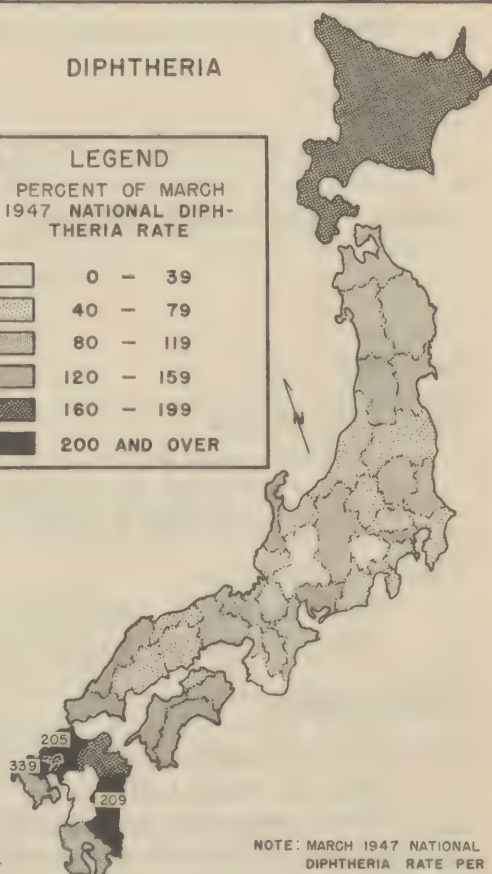 DIPHTHERIA
LEGEND
PERCENT OF MARCH
1947 NATIONAL DIPH-
THERIA RATE
0 – 39
40 – 79
80 – 119
120 – 159
160 – 199
200 AND OVER
N
205
339
209
NOTE: MARCH 1947 NATIONAL
DIPHTHERIA RATE PER